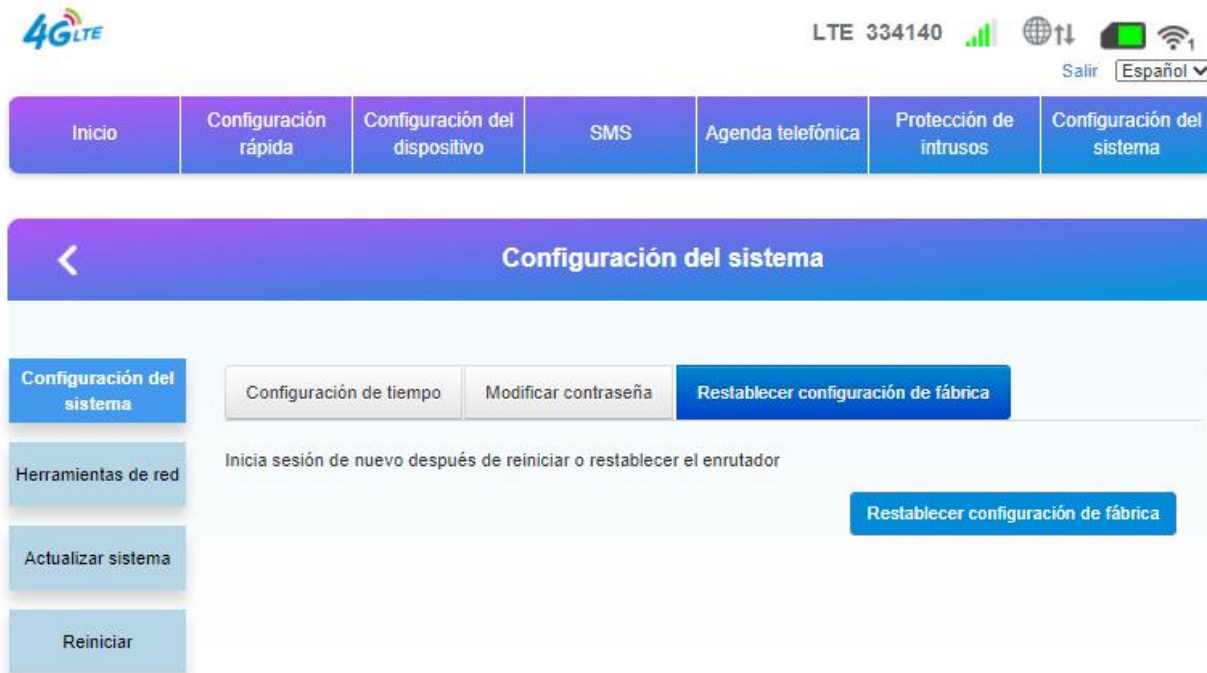 4G LTE
LTE 334140
1
Salir Español
Inicio
Configuración
rápida
Configuración del
dispositivo
SMS
Agenda telefónica
Protección de
intrusos
Configuración del
sistema
Configuración del sistema
Configuración del
sistema
Herramientas de red
Actualizar sistema
Reiniciar
Configuración de tiempo
Modificar contraseña
Restablecer configuración de fábrica
Inicia sesión de nuevo después de reiniciar o restablecer el enrutador
Restablecer configuración de fábrica